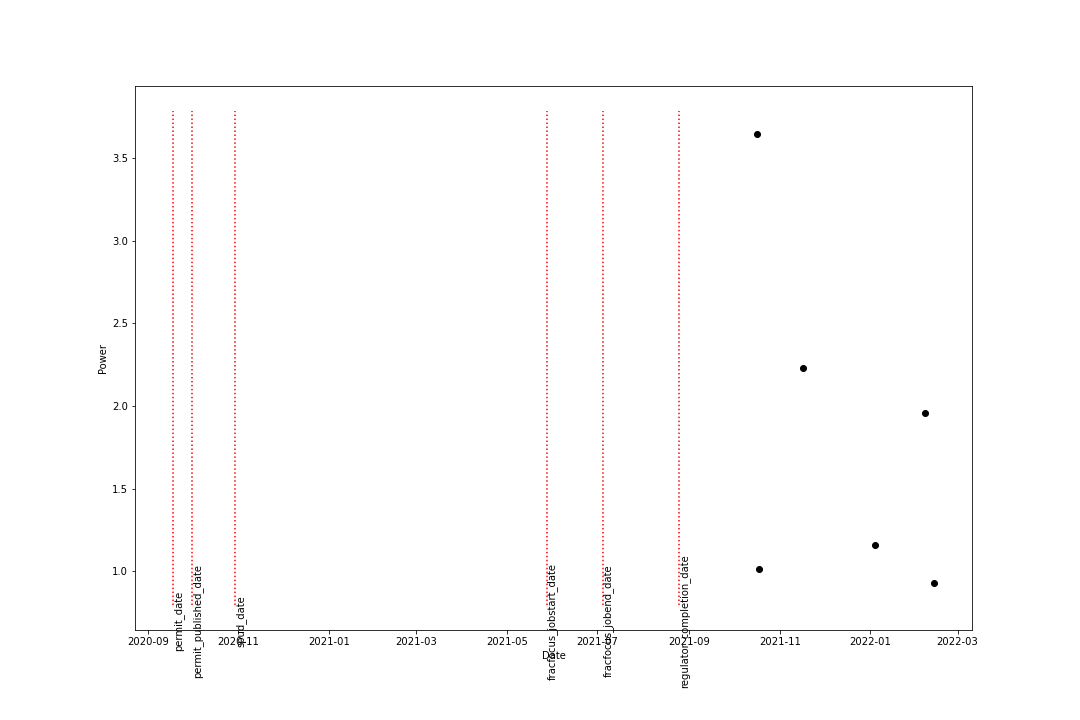 3.5
3.0
2.5
2.0
1.5
1.0
Power
permit_date
permit_published_date
spud_date
fracfocus_jobstart_date
fracfocus_jobend_date
regulator_completion_date
2020-09
2020-11
2021-01
2021-03
2021-05
2021-07
2021-09
2021-11
2022-01
2022-03
Date